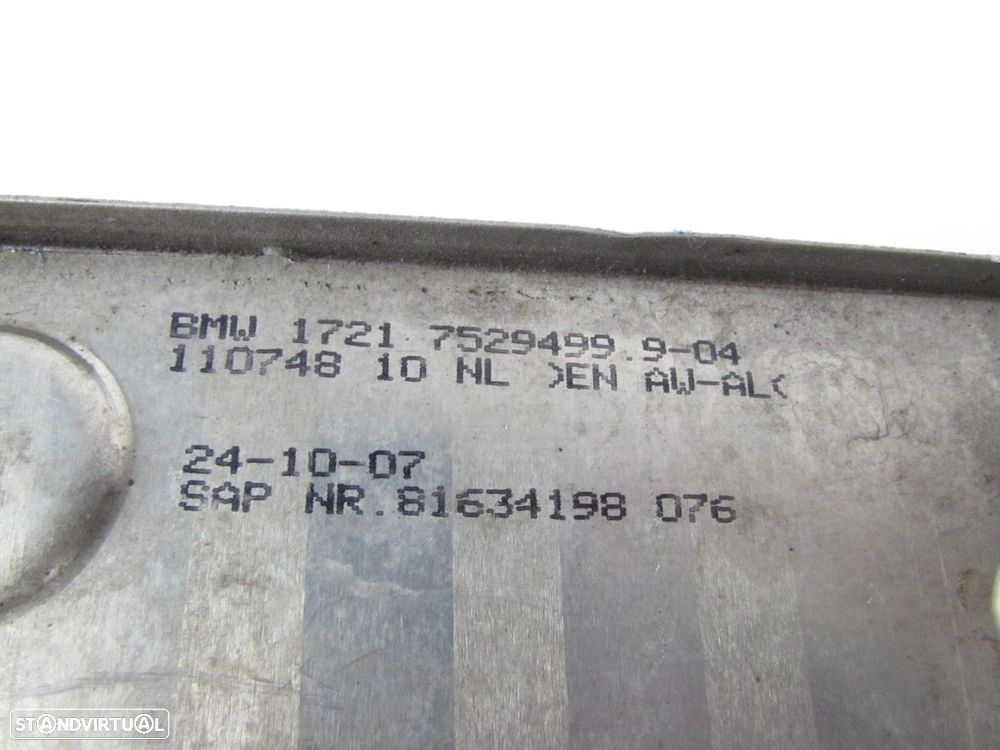 BMW 1721 7529499.9-04
110748 10 NL >EN AW-AL<
24-10-07
SAP NR.81634198 076
STANDVIRTUAL